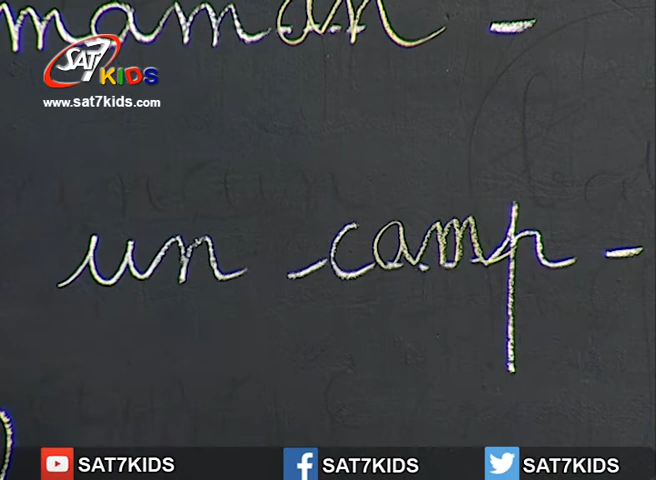 maman -
SAT7 KIDS
www.sat7kids.com
un camp -
SAT7KIDS SAT7KIDS SAT7KIDS